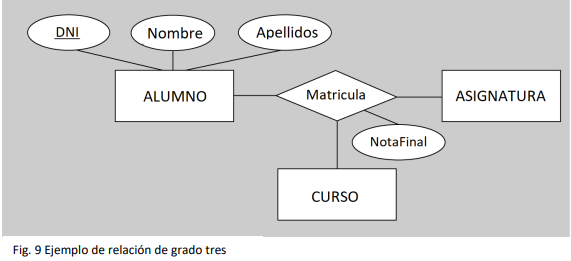 DNI
Nombre
Apellidos
ALUMNO
Matricula
ASIGNATURA
NotaFinal
CURSO
Fig. 9 Ejemplo de relación de grado tres